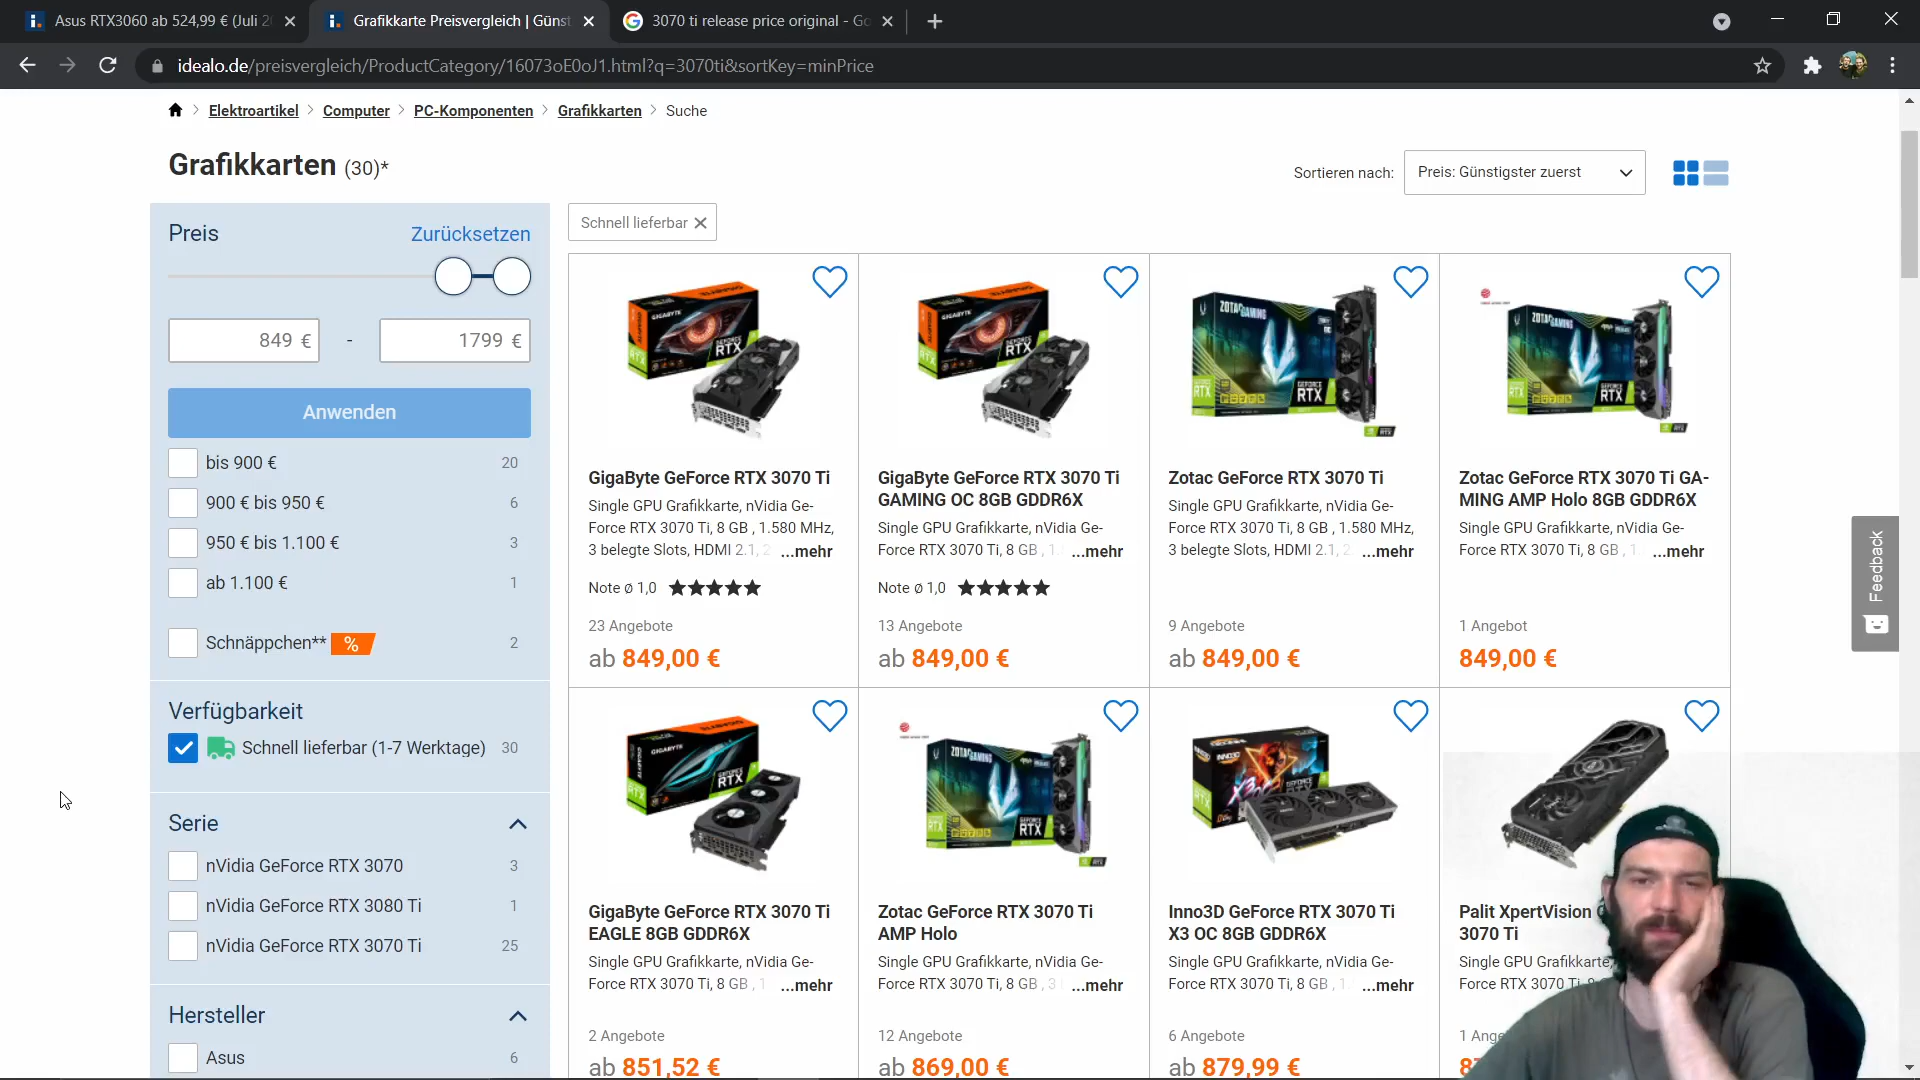 Asus RTX3060 ab 524,99 € (Juli 2
Grafikkarte Preisvergleich | Günst
3070 ti release price original - Go
idealo.de/preisvergleich/ProductCategory/16073oE0oJ1.html?q=3070ti&sortKey=minPrice
Elektroartikel
Computer
PC-Komponenten
Grafikkarten
Suche
Grafikkarten (30)*
Sortieren nach:
Preis: Günstigster zuerst
Preis
Zurücksetzen
849 €
-
1799 €
Anwenden
bis 900 €
20
900 € bis 950 €
6
950 € bis 1.100 €
3
ab 1.100 €
1
Schnäppchen** %
2
Verfügbarkeit
Schnell lieferbar (1-7 Werktage)
30
Serie
nVidia GeForce RTX 3070
3
nVidia GeForce RTX 3080 Ti
1
nVidia GeForce RTX 3070 Ti
25
Hersteller
Asus
6
Schnell lieferbar
GigaByte GeForce RTX 3070 Ti
Single GPU Grafikkarte, nVidia Ge-
Force RTX 3070 Ti, 8 GB , 1.580 MHz,
3 belegte Slots, HDMI 2.1, 2 ...mehr
Note ø 1,0
23 Angebote
ab 849,00 €
GigaByte GeForce RTX 3070 Ti
GAMING OC 8GB GDDR6X
Single GPU Grafikkarte, nVidia Ge-
Force RTX 3070 Ti, 8 GB , 1. ...mehr
Note ø 1,0
13 Angebote
ab 849,00 €
Zotac GeForce RTX 3070 Ti
Single GPU Grafikkarte, nVidia Ge-
Force RTX 3070 Ti, 8 GB , 1.580 MHz,
3 belegte Slots, HDMI 2.1, 2 ...mehr
9 Angebote
ab 849,00 €
Zotac GeForce RTX 3070 Ti GA-
MING AMP Holo 8GB GDDR6X
Single GPU Grafikkarte, nVidia Ge-
Force RTX 3070 Ti, 8 GB , 1 ...mehr
1 Angebot
849,00 €
GigaByte GeForce RTX 3070 Ti
EAGLE 8GB GDDR6X
Single GPU Grafikkarte, nVidia Ge-
Force RTX 3070 Ti, 8 GB , 1 ...mehr
2 Angebote
ab 851,52 €
Zotac GeForce RTX 3070 Ti
AMP Holo
Single GPU Grafikkarte, nVidia Ge-
Force RTX 3070 Ti, 8 GB , 3 ...mehr
12 Angebote
ab 869,00 €
Inno3D GeForce RTX 3070 Ti
X3 OC 8GB GDDR6X
Single GPU Grafikkarte, nVidia Ge-
Force RTX 3070 Ti, 8 GB , 1. ...mehr
6 Angebote
ab 879,99 €
Palit XpertVision
3070 Ti
Single GPU Grafikkarte,
Force RTX 3070 Ti, 8
1 Ange
87
Feedback